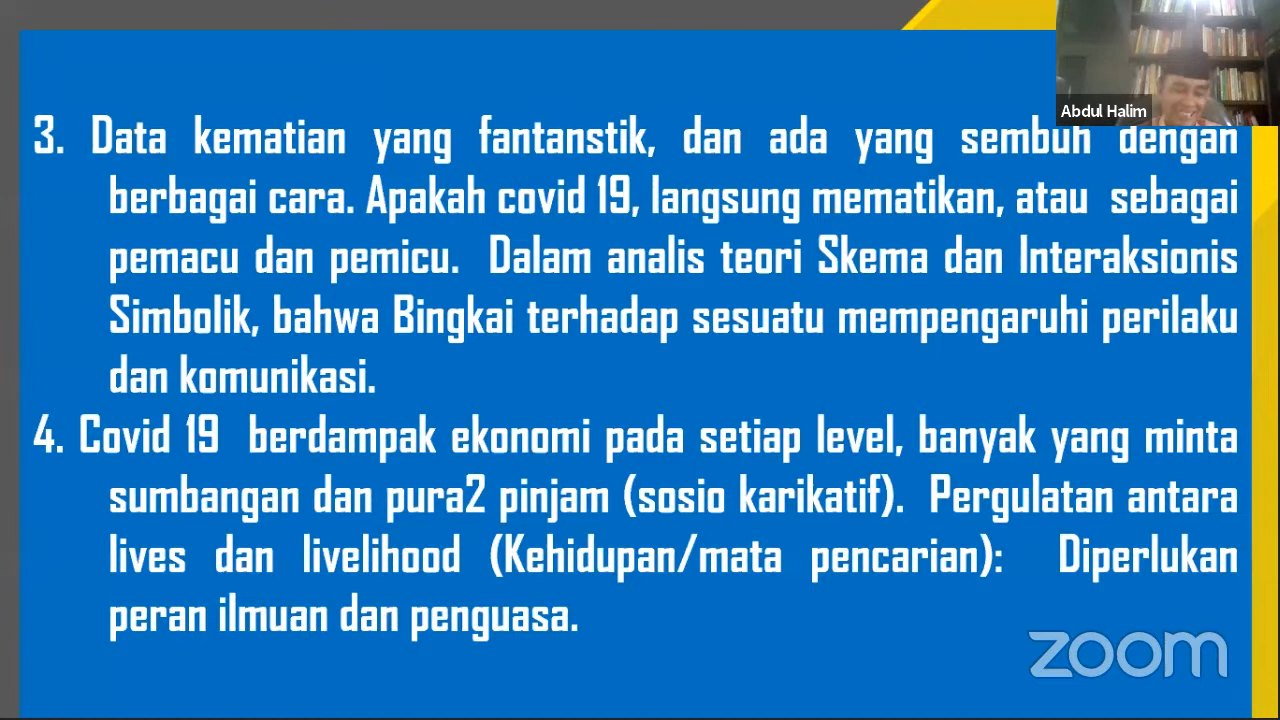 Abdul Halim
3. Data kematian yang fantanstik, dan ada yang sembuh dengan
berbagai cara. Apakah covid 19, langsung mematikan, atau sebagai
pemacu dan pemicu. Dalam analis teori Skema dan Interaksionis
Simbolik, bahwa Bingkai terhadap sesuatu mempengaruhi perilaku
dan komunikasi.
4. Covid 19 berdampak ekonomi pada setiap level, banyak yang minta
sumbangan dan pura2 pinjam (sosio karikatif). Pergulatan antara
lives dan livelihood (Kehidupan/mata pencarian): Diperlukan
peran ilmuan dan penguasa.
zoom